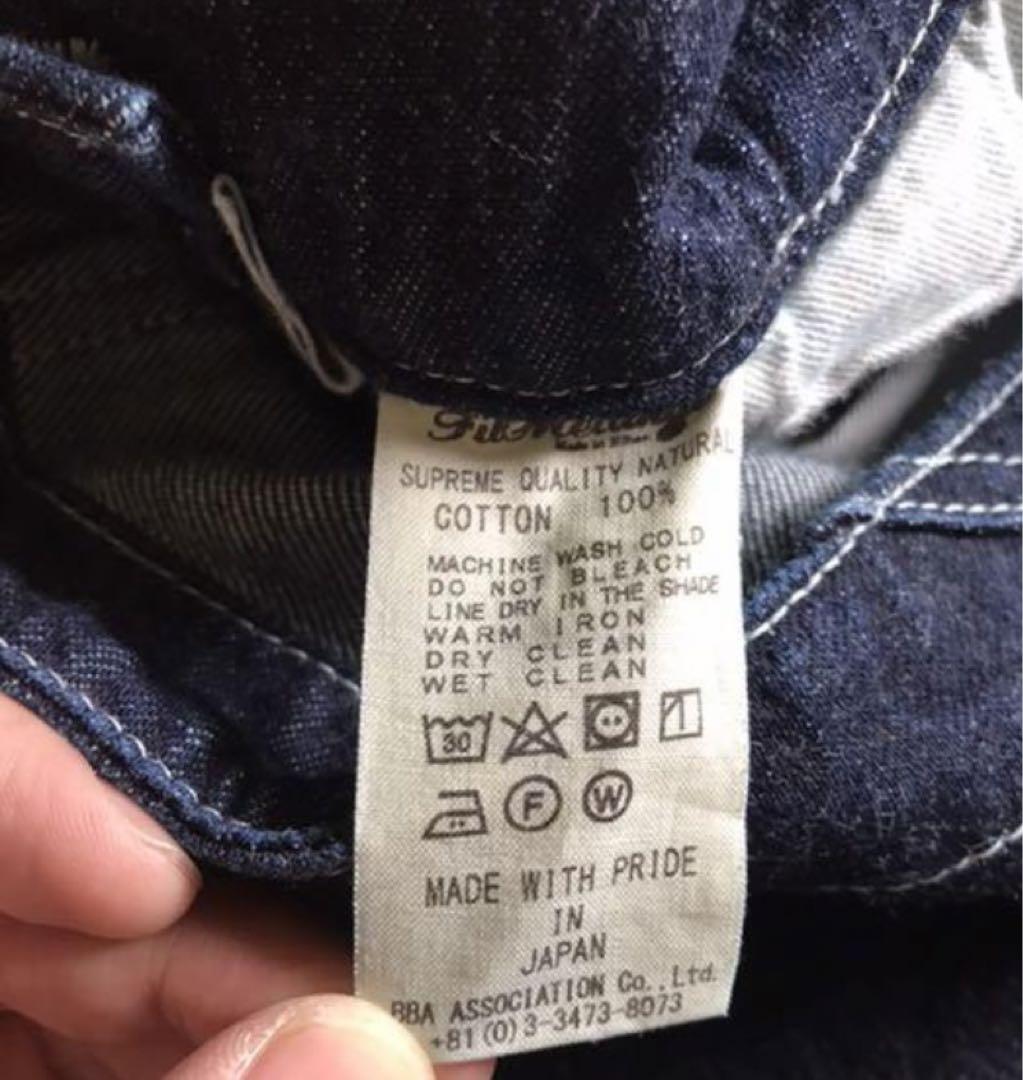 SUPREME QUALITY NATURAL
COTTON 100%
MACHINE WASH COLD
DO NOT BLEACH
LINE DRY IN THE SHADE
WARM IRON
DRY CLEAN
WET CLEAN
30
F W
MADE WITH PRIDE
IN
JAPAN
BBA ASSOCIATION Co.,Ltd.
+81(0)3-3473-8073